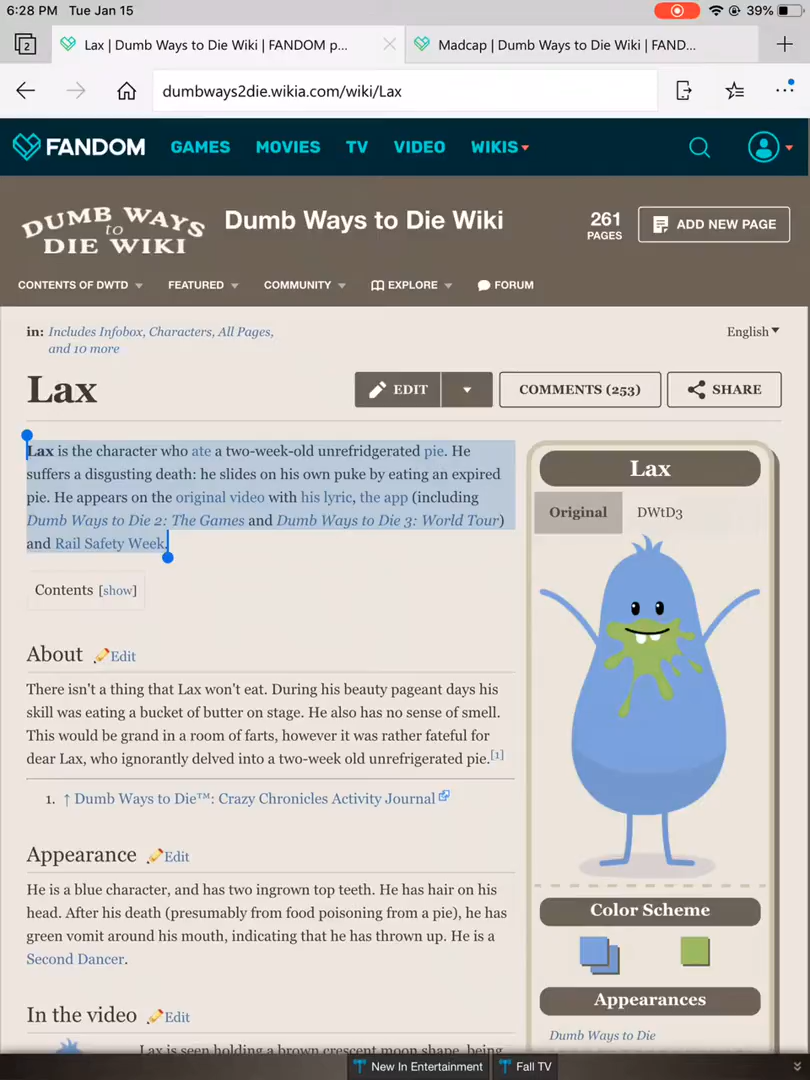 6:28 PM Tue Jan 15
39%
2
Lax | Dumb Ways to Die Wiki | FANDOM p...
Madcap | Dumb Ways to Die Wiki | FAND...
dumbways2die.wikia.com/wiki/Lax
FANDOM
GAMES
MOVIES
TV
VIDEO
WIKIS
DUMB WAYS
to
DIE WIKI
Dumb Ways to Die Wiki
261
PAGES
ADD NEW PAGE
CONTENTS OF DWTD
FEATURED
COMMUNITY
EXPLORE
FORUM
in: Includes Infobox, Characters, All Pages,
and 10 more
English
Lax
EDIT
COMMENTS (253)
SHARE
Lax is the character who ate a two-week-old unrefridgerated pie. He
suffers a disgusting death: he slides on his own puke by eating an expired
pie. He appears on the original video with his lyric, the app (including
Dumb Ways to Die 2: The Games and Dumb Ways to Die 3: World Tour)
and Rail Safety Week.
Contents [show]
About Edit
There isn't a thing that Lax won't eat. During his beauty pageant days his
skill was eating a bucket of butter on stage. He also has no sense of smell.
This would be grand in a room of farts, however it was rather fateful for
dear Lax, who ignorantly delved into a two-week old unrefrigerated pie.[1]
1. ↑ Dumb Ways to Die™: Crazy Chronicles Activity Journal
Appearance Edit
He is a blue character, and has two ingrown top teeth. He has hair on his
head. After his death (presumably from food poisoning from a pie), he has
green vomit around his mouth, indicating that he has thrown up. He is a
Second Dancer.
In the video Edit
Lax is seen holding a brown crescent moon shape, being
Lax
Original
DWtD3
Color Scheme
Appearances
Dumb Ways to Die
New In Entertainment
Fall TV